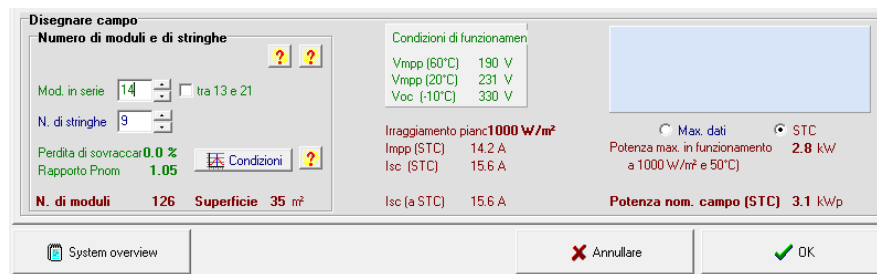 Disegnare campo
Numero di moduli e di stringhe
? ?
Mod. in serie 14 tra 13 e 21
N. di stringhe 9
Perdita di sovraccar 0.0 %
Rapporto Pnom 1.05
Condizioni ?
N. di moduli 126 Superficie 35 m²
Condizioni di funzionamen
Vmpp (60°C) 190 V
Vmpp (20°C) 231 V
Voc (-10°C) 330 V
Irraggiamento pianc 1000 W/m²
Impp (STC) 14.2 A
Isc (STC) 15.6 A
Isc (a STC) 15.6 A
Max. dati STC
Potenza max. in funzionamento 2.8 kW
a 1000 W/m² e 50°C)
Potenza nom. campo (STC) 3.1 kWp
System overview
Annullare
OK